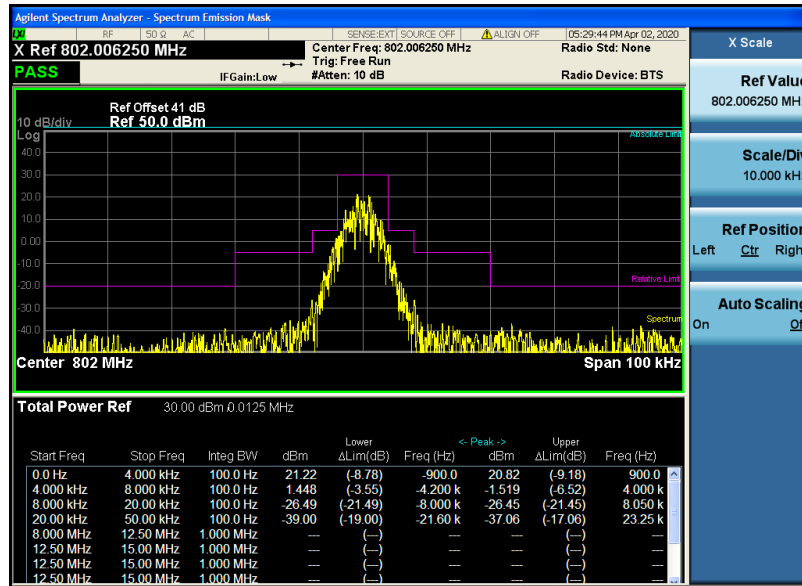 Agilent Spectrum Analyzer - Spectrum Emission Mask
LXI RF 50 Ω AC SENSE:EXT SOURCE OFF ALIGN OFF 05:29:44 PM Apr 02, 2020
X Ref 802.006250 MHz Center Freq: 802.006250 MHz Radio Std: None
Trig: Free Run
PASS IFGain:Low #Atten: 10 dB Radio Device: BTS
Ref Offset 41 dB
10 dB/div Ref 50.0 dBm
Log
Absolute Limit
40.0
30.0
20.0
10.0
0.00
-10.0
-20.0
Relative Limit
-30.0
Spectrum
-40.0
Center 802 MHz Span 100 kHz
Total Power Ref 30.00 dBm / 0.0125 MHz
Lower <- Peak -> Upper
Start Freq Stop Freq Integ BW dBm ΔLim(dB) Freq (Hz) dBm ΔLim(dB) Freq (Hz)
0.0 Hz 4.000 kHz 100.0 Hz 21.22 (-8.78) -900.0 20.82 (-9.18) 900.0
4.000 kHz 8.000 kHz 100.0 Hz 1.448 (-3.55) -4.200 k -1.519 (-6.52) 4.000 k
8.000 kHz 20.00 kHz 100.0 Hz -26.49 (-21.49) -8.000 k -26.45 (-21.45) 8.050 k
20.00 kHz 50.00 kHz 100.0 Hz -39.00 (-19.00) -21.60 k -37.06 (-17.06) 23.25 k
8.000 MHz 12.50 MHz 1.000 MHz --- (---) --- --- (---) ---
12.50 MHz 15.00 MHz 1.000 MHz --- (---) --- --- (---) ---
12.50 MHz 15.00 MHz 1.000 MHz --- (---) --- --- (---) ---
12.50 MHz 15.00 MHz 1.000 MHz --- (---) --- --- (---) ---
X Scale
Ref Value
802.006250 MH
Scale/Div
10.000 kH
Ref Position
Left Ctr Righ
Auto Scaling
On Of